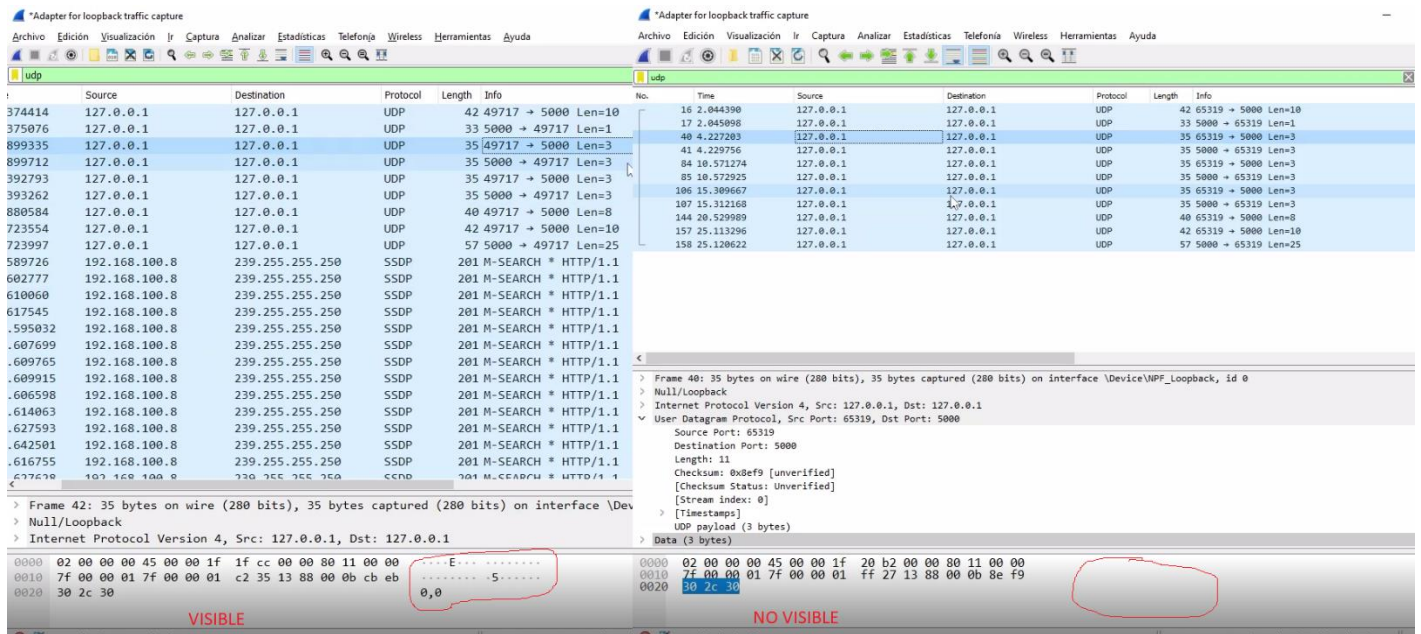 *Adapter for loopback traffic capture
Archivo Edición Visualización Ir Captura Analizar Estadísticas Telefonía Wireless Herramientas Ayuda
udp
Source Destination Protocol Length Info
374414 127.0.0.1 127.0.0.1 UDP 42 49717 → 5000 Len=10
375076 127.0.0.1 127.0.0.1 UDP 33 5000 → 49717 Len=1
899335 127.0.0.1 127.0.0.1 UDP 35 49717 → 5000 Len=3
899712 127.0.0.1 127.0.0.1 UDP 35 5000 → 49717 Len=3
392793 127.0.0.1 127.0.0.1 UDP 35 49717 → 5000 Len=3
393262 127.0.0.1 127.0.0.1 UDP 35 5000 → 49717 Len=3
880584 127.0.0.1 127.0.0.1 UDP 40 49717 → 5000 Len=8
723554 127.0.0.1 127.0.0.1 UDP 42 49717 → 5000 Len=10
723997 127.0.0.1 127.0.0.1 UDP 57 5000 → 49717 Len=25
589726 192.168.100.8 239.255.255.250 SSDP 201 M-SEARCH * HTTP/1.1
602777 192.168.100.8 239.255.255.250 SSDP 201 M-SEARCH * HTTP/1.1
610060 192.168.100.8 239.255.255.250 SSDP 201 M-SEARCH * HTTP/1.1
617545 192.168.100.8 239.255.255.250 SSDP 201 M-SEARCH * HTTP/1.1
.595032 192.168.100.8 239.255.255.250 SSDP 201 M-SEARCH * HTTP/1.1
.607699 192.168.100.8 239.255.255.250 SSDP 201 M-SEARCH * HTTP/1.1
.609765 192.168.100.8 239.255.255.250 SSDP 201 M-SEARCH * HTTP/1.1
.609915 192.168.100.8 239.255.255.250 SSDP 201 M-SEARCH * HTTP/1.1
.606598 192.168.100.8 239.255.255.250 SSDP 201 M-SEARCH * HTTP/1.1
.614063 192.168.100.8 239.255.255.250 SSDP 201 M-SEARCH * HTTP/1.1
.627593 192.168.100.8 239.255.255.250 SSDP 201 M-SEARCH * HTTP/1.1
.642501 192.168.100.8 239.255.255.250 SSDP 201 M-SEARCH * HTTP/1.1
.616755 192.168.100.8 239.255.255.250 SSDP 201 M-SEARCH * HTTP/1.1
.627628 192.168.100.8 239.255.255.250 SSDP 201 M-SEARCH * HTTP/1.1
> Frame 42: 35 bytes on wire (280 bits), 35 bytes captured (280 bits) on interface \Dev
> Null/Loopback
> Internet Protocol Version 4, Src: 127.0.0.1, Dst: 127.0.0.1
0000 02 00 00 00 45 00 00 1f 1f cc 00 00 80 11 00 00 ····E··· ········
0010 7f 00 00 01 7f 00 00 01 c2 35 13 88 00 0b cb eb ········ ·5······
0020 30 2c 30 0,0
VISIBLE
*Adapter for loopback traffic capture
Archivo Edición Visualización Ir Captura Analizar Estadísticas Telefonía Wireless Herramientas Ayuda
udp
No. Time Source Destination Protocol Length Info
16 2.044390 127.0.0.1 127.0.0.1 UDP 42 65319 → 5000 Len=10
17 2.045098 127.0.0.1 127.0.0.1 UDP 33 5000 → 65319 Len=1
40 4.227203 127.0.0.1 127.0.0.1 UDP 35 65319 → 5000 Len=3
41 4.229756 127.0.0.1 127.0.0.1 UDP 35 5000 → 65319 Len=3
84 10.571274 127.0.0.1 127.0.0.1 UDP 35 65319 → 5000 Len=3
85 10.572925 127.0.0.1 127.0.0.1 UDP 35 5000 → 65319 Len=3
106 15.309667 127.0.0.1 127.0.0.1 UDP 35 65319 → 5000 Len=3
107 15.312168 127.0.0.1 127.0.0.1 UDP 35 5000 → 65319 Len=3
144 20.529989 127.0.0.1 127.0.0.1 UDP 40 65319 → 5000 Len=8
157 25.113296 127.0.0.1 127.0.0.1 UDP 42 65319 → 5000 Len=10
158 25.120622 127.0.0.1 127.0.0.1 UDP 57 5000 → 65319 Len=25
> Frame 40: 35 bytes on wire (280 bits), 35 bytes captured (280 bits) on interface \Device\NPF_Loopback, id 0
> Null/Loopback
> Internet Protocol Version 4, Src: 127.0.0.1, Dst: 127.0.0.1
User Datagram Protocol, Src Port: 65319, Dst Port: 5000
Source Port: 65319
Destination Port: 5000
Length: 11
Checksum: 0x8ef9 [unverified]
[Checksum Status: Unverified]
[Stream index: 0]
> [Timestamps]
UDP payload (3 bytes)
> Data (3 bytes)
0000 02 00 00 00 45 00 00 1f 20 b2 00 00 80 11 00 00
0010 7f 00 00 01 7f 00 00 01 ff 27 13 88 00 0b 8e f9
0020 30 2c 30
NO VISIBLE